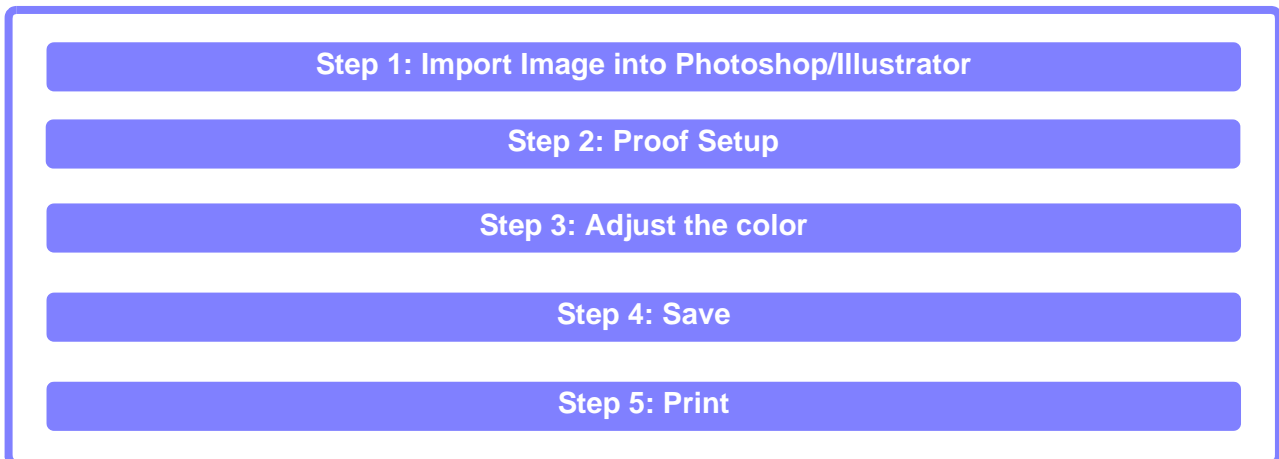 Step 1: Import Image into Photoshop/Illustrator
Step 2: Proof Setup
Step 3: Adjust the color
Step 4: Save
Step 5: Print